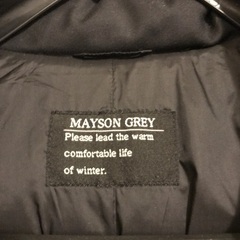 MAYSON GREY
Please lead the warm
comfortable life
of winter.